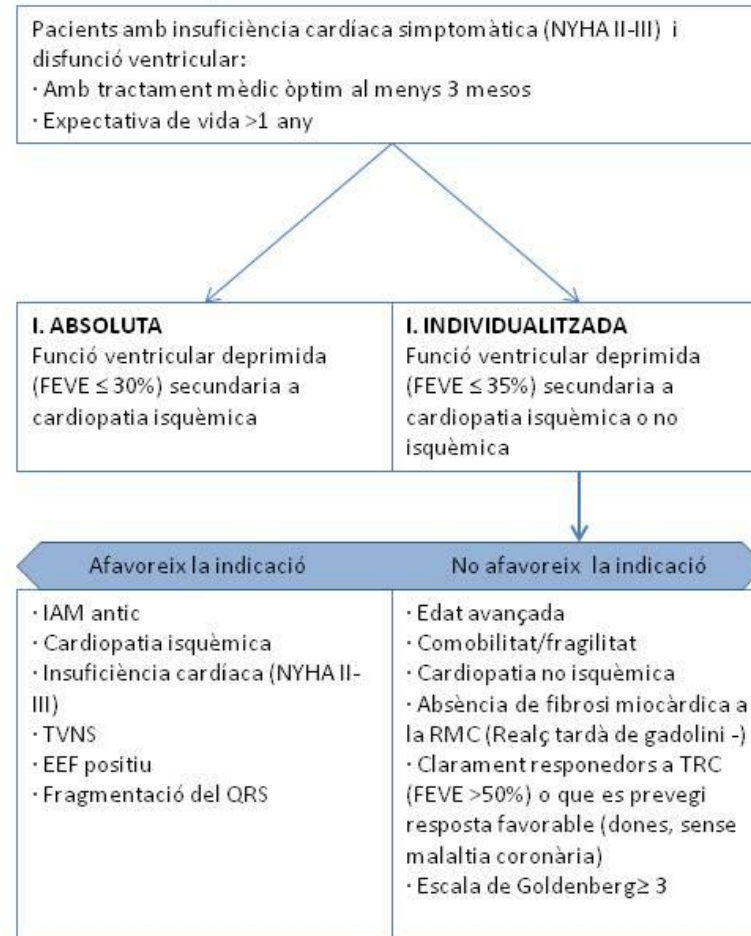 Pacients amb insuficiència cardíaca simptomàtica (NYHA II-III) i
disfunció ventricular:
· Amb tractament mèdic òptim al menys 3 mesos
· Expectativa de vida >1 any
I. ABSOLUTA
Funció ventricular deprimida
(FEVE ≤ 30%) secundaria a
cardiopatia isquèmica
I. INDIVIDUALITZADA
Funció ventricular deprimida
(FEVE ≤ 35%) secundaria a
cardiopatia isquèmica o no
isquèmica
Afavoreix la indicació
No afavoreix la indicació
· IAM antic
· Cardiopatia isquèmica
· Insuficiència cardíaca (NYHA II-
III)
· TVNS
· EEF positiu
· Fragmentació del QRS
· Edat avançada
· Comobilitat/fragilitat
· Cardiopatia no isquèmica
· Absència de fibrosi miocàrdica a
la RMC (Realç tardà de gadolini -)
· Clarament responedors a TRC
(FEVE >50%) o que es prevegi
resposta favorable (dones, sense
malaltia coronària)
· Escala de Goldenberg≥ 3